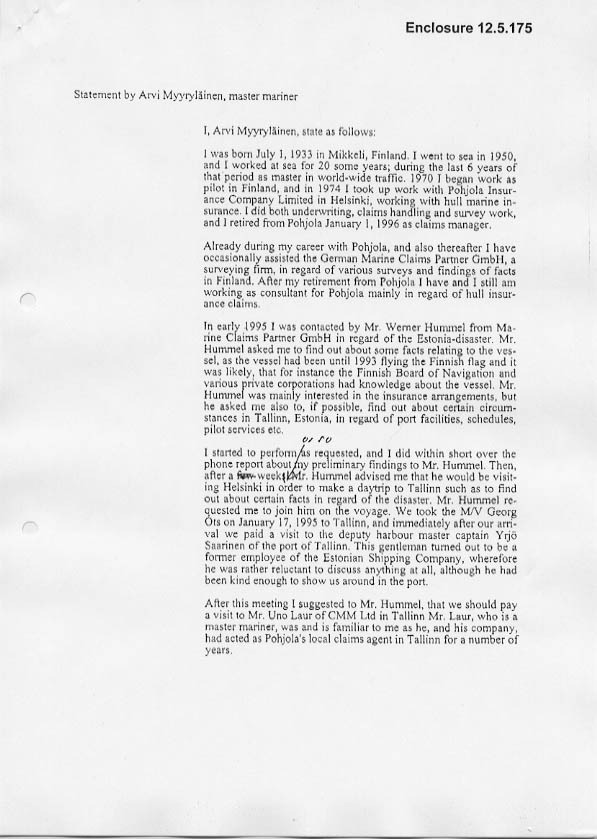 Enclosure 12.5.175
Statement by Arvi Myyryläinen, master mariner
I, Arvi Myyryläinen, state as follows:
I was born July 1, 1933 in Mikkeli, Finland. I went to sea in 1950,
and I worked at sea for 20 some years; during the last 6 years of
that period as master in world-wide traffic. 1970 I began work as
pilot in Finland, and in 1974 I took up work with Pohjola Insur-
ance Company Limited in Helsinki, working with hull marine in-
surance. I did both underwriting, claims handling and survey work,
and I retired from Pohjola January 1, 1996 as claims manager.
Already during my career with Pohjola, and also thereafter I have
occasionally assisted the German Marine Claims Partner GmbH, a
surveying firm, in regard of various surveys and findings of facts
in Finland. After my retirement from Pohjola I have and I still am
working as consultant for Pohjola mainly in regard of hull insur-
ance claims.
In early 1995 I was contacted by Mr. Werner Hummel from Ma-
rine Claims Partner GmbH in regard of the Estonia-disaster. Mr.
Hummel asked me to find out about some facts relating to the ves-
sel, as the vessel had been until 1993 flying the Finnish flag and it
was likely, that for instance the Finnish Board of Navigation and
various private corporations had knowledge about the vessel. Mr.
Hummel was mainly interested in the insurance arrangements, but
he asked me also to, if possible, find out about certain circum-
stances in Tallinn, Estonia, in regard of port facilities, schedules,
pilot services etc.
or so
I started to perform as requested, and I did within short over the
phone report about my preliminary findings to Mr. Hummel. Then,
after a few week Mr. Hummel advised me that he would be visit-
ing Helsinki in order to make a daytrip to Tallinn such as to find
out about certain facts in regard of the disaster. Mr. Hummel re-
quested me to join him on the voyage. We took the M/V Georg
Ots on January 17, 1995 to Tallinn, and immediately after our arri-
val we paid a visit to the deputy harbour master captain Yrjö
Saarinen of the port of Tallinn. This gentleman turned out to be a
former employee of the Estonian Shipping Company, wherefore
he was rather reluctant to discuss anything at all, although he had
been kind enough to show us around in the port.
After this meeting I suggested to Mr. Hummel, that we should pay
a visit to Mr. Uno Laur of CMM Ltd in Tallinn Mr. Laur, who is a
master mariner, was and is familiar to me as he, and his company,
had acted as Pohjola's local claims agent in Tallinn for a number of
years.